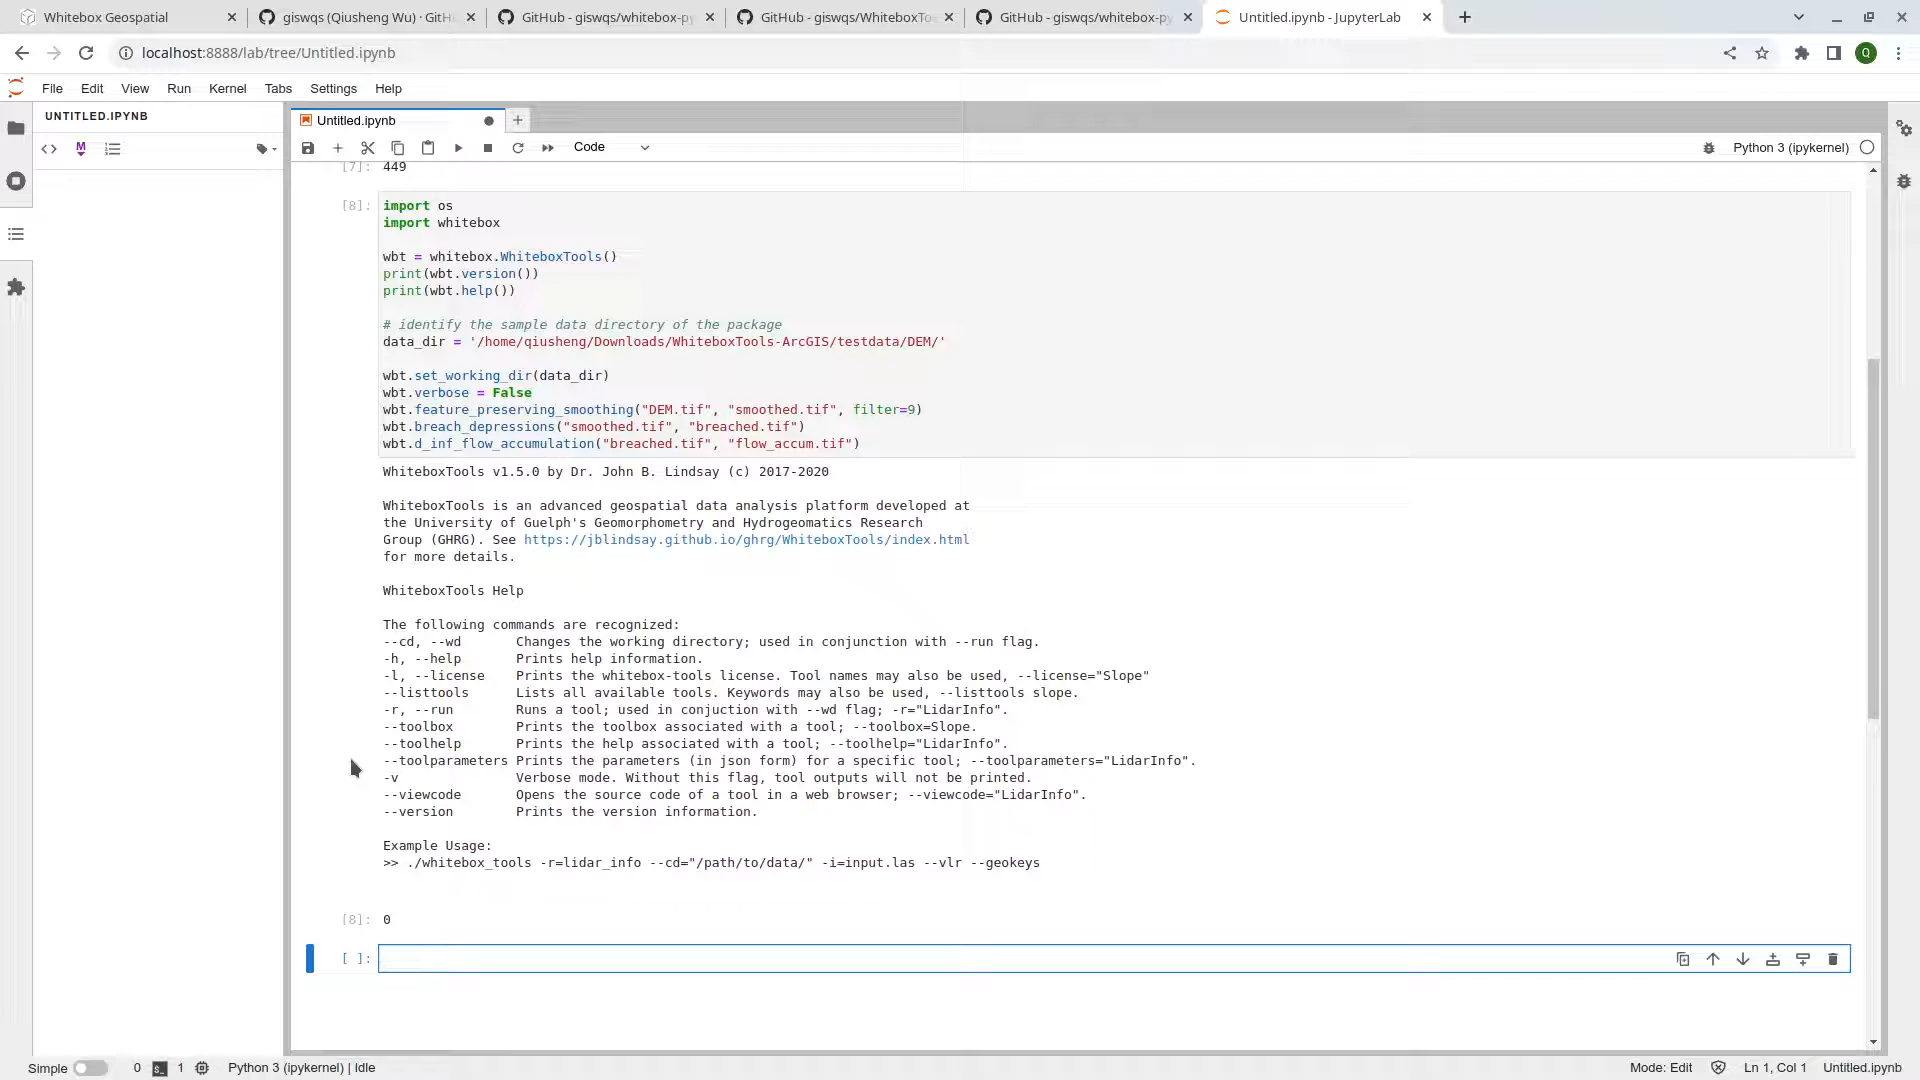 Whitebox Geospatial
giswqs (Qiusheng Wu) · GitH
GitHub - giswqs/whitebox-py
GitHub - giswqs/WhiteboxToo
GitHub - giswqs/whitebox-py
Untitled.ipynb - JupyterLab
localhost:8888/lab/tree/Untitled.ipynb
Q
File Edit View Run Kernel Tabs Settings Help
UNTITLED.IPYNB
Untitled.ipynb
M
Code
Python 3 (ipykernel)
[7]: 449
[8]: import os
import whitebox
wbt = whitebox.WhiteboxTools()
print(wbt.version())
print(wbt.help())
# identify the sample data directory of the package
data_dir = '/home/qiusheng/Downloads/WhiteboxTools-ArcGIS/testdata/DEM/'
wbt.set_working_dir(data_dir)
wbt.verbose = False
wbt.feature_preserving_smoothing("DEM.tif", "smoothed.tif", filter=9)
wbt.breach_depressions("smoothed.tif", "breached.tif")
wbt.d_inf_flow_accumulation("breached.tif", "flow_accum.tif")
WhiteboxTools v1.5.0 by Dr. John B. Lindsay (c) 2017-2020
WhiteboxTools is an advanced geospatial data analysis platform developed at
the University of Guelph's Geomorphometry and Hydrogeomatics Research
Group (GHRG). See https://jblindsay.github.io/ghrg/WhiteboxTools/index.html
for more details.
WhiteboxTools Help
The following commands are recognized:
--cd, --wd Changes the working directory; used in conjunction with --run flag.
-h, --help Prints help information.
-l, --license Prints the whitebox-tools license. Tool names may also be used, --license="Slope"
--listtools Lists all available tools. Keywords may also be used, --listtools slope.
-r, --run Runs a tool; used in conjuction with --wd flag; -r="LidarInfo".
--toolbox Prints the toolbox associated with a tool; --toolbox=Slope.
--toolhelp Prints the help associated with a tool; --toolhelp="LidarInfo".
--toolparameters Prints the parameters (in json form) for a specific tool; --toolparameters="LidarInfo".
-v Verbose mode. Without this flag, tool outputs will not be printed.
--viewcode Opens the source code of a tool in a web browser; --viewcode="LidarInfo".
--version Prints the version information.
Example Usage:
>> ./whitebox_tools -r=lidar_info --cd="/path/to/data/" -i=input.las --vlr --geokeys
[8]: 0
[ ]:
Simple 0 1 Python 3 (ipykernel) | Idle
Mode: Edit Ln 1, Col 1 Untitled.ipynb